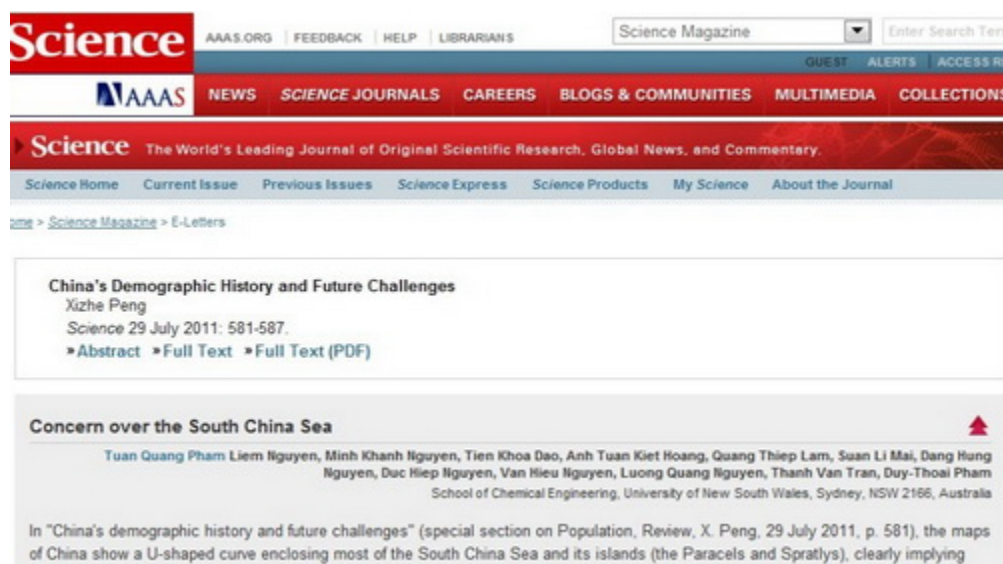 Science
AAAS.ORG FEEDBACK HELP LIBRARIANS Science Magazine Enter Search
GUEST ALERTS ACCESS
AAAS NEWS SCIENCE JOURNALS CAREERS BLOGS & COMMUNITIES MULTIMEDIA COLLECTIONS
Science The World's Leading Journal of Original Scientific Research, Global News, and Commentary.
Science Home Current Issue Previous Issues Science Express Science Products My Science About the Journal
> Science Magazine > E-Letters
China's Demographic History and Future Challenges
Xizhe Peng
Science 29 July 2011: 581-587.
»Abstract »Full Text »Full Text (PDF)
Concern over the South China Sea
Tuan Quang Pham Liem Nguyen, Minh Khanh Nguyen, Tien Khoa Dao, Anh Tuan Kiet Hoang, Quang Thiep Lam, Suan Li Mai, Dang Hung
Nguyen, Duc Hiep Nguyen, Van Hieu Nguyen, Luong Quang Nguyen, Thanh Van Tran, Duy-Thoai Pham
School of Chemical Engineering, University of New South Wales, Sydney, NSW 2166, Australia
In "China's demographic history and future challenges" (special section on Population, Review, X. Peng, 29 July 2011, p. 581), the maps
of China show a U-shaped curve enclosing most of the South China Sea and its islands (the Paracels and Spratlys), clearly implying